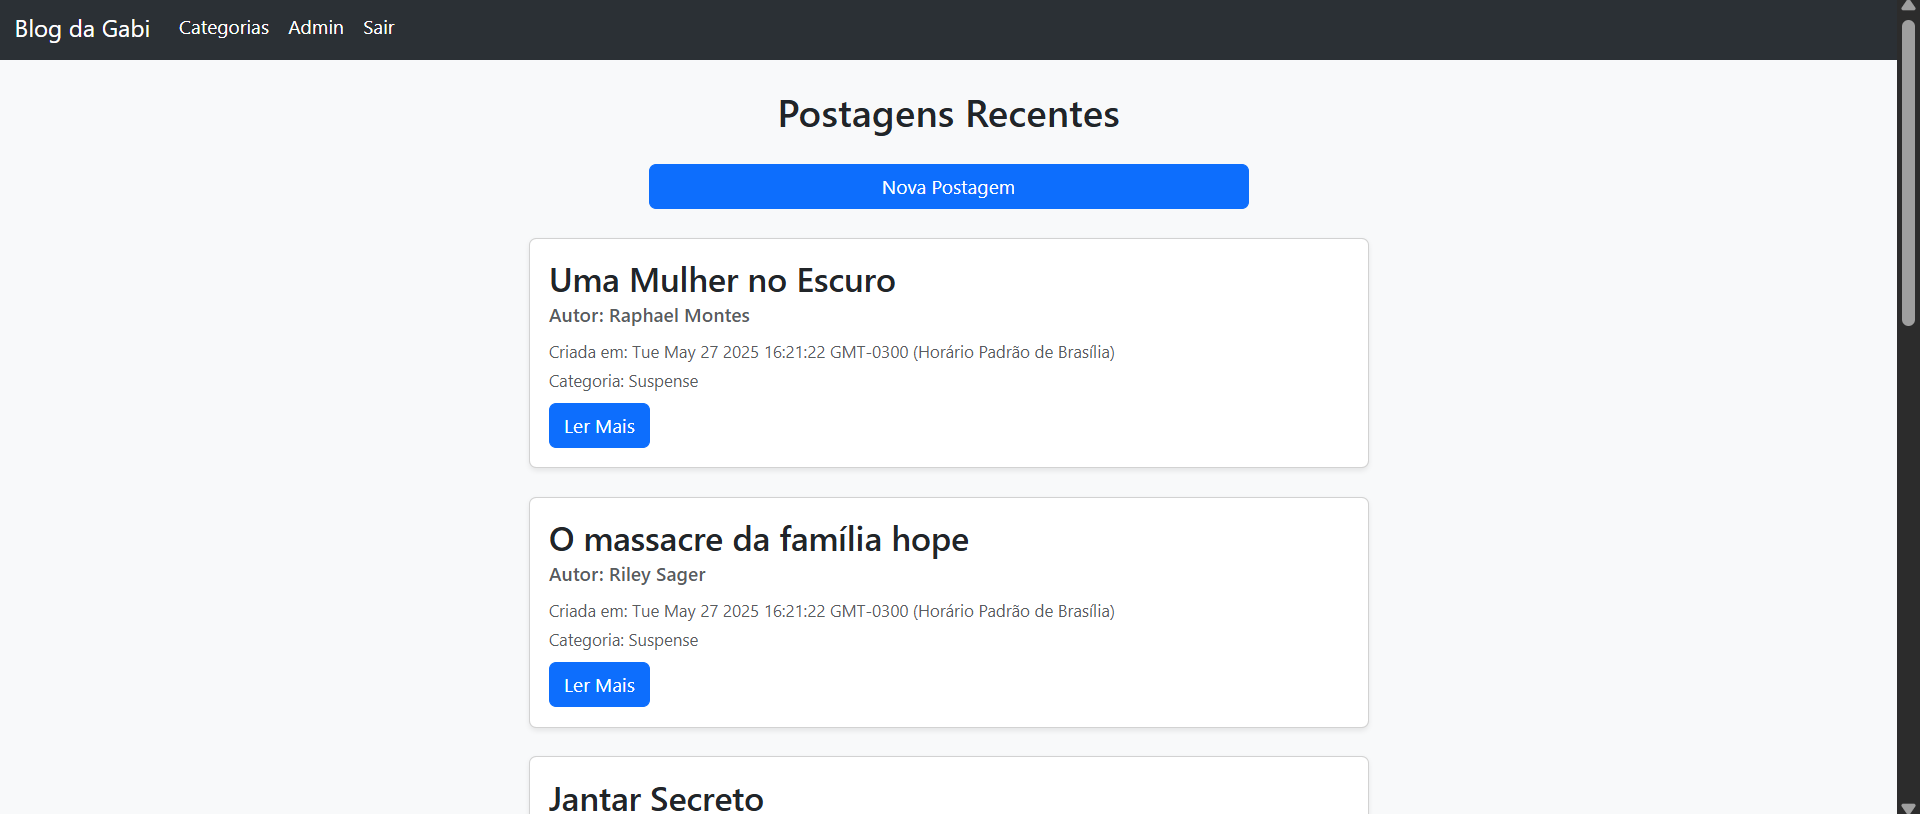 Blog da Gabi Categorias Admin Sair
Postagens Recentes
Nova Postagem
Uma Mulher no Escuro
Autor: Raphael Montes
Criada em: Tue May 27 2025 16:21:22 GMT-0300 (Horário Padrão de Brasília)
Categoria: Suspense
Ler Mais
O massacre da família hope
Autor: Riley Sager
Criada em: Tue May 27 2025 16:21:22 GMT-0300 (Horário Padrão de Brasília)
Categoria: Suspense
Ler Mais
Jantar Secreto